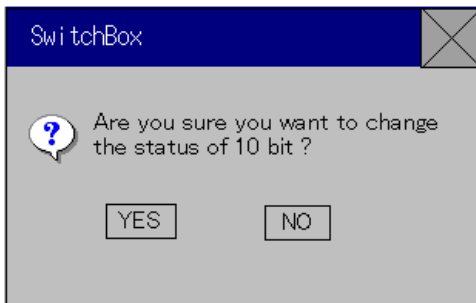 SwitchBox
Are you sure you want to change
the status of 10 bit ?
YES
NO